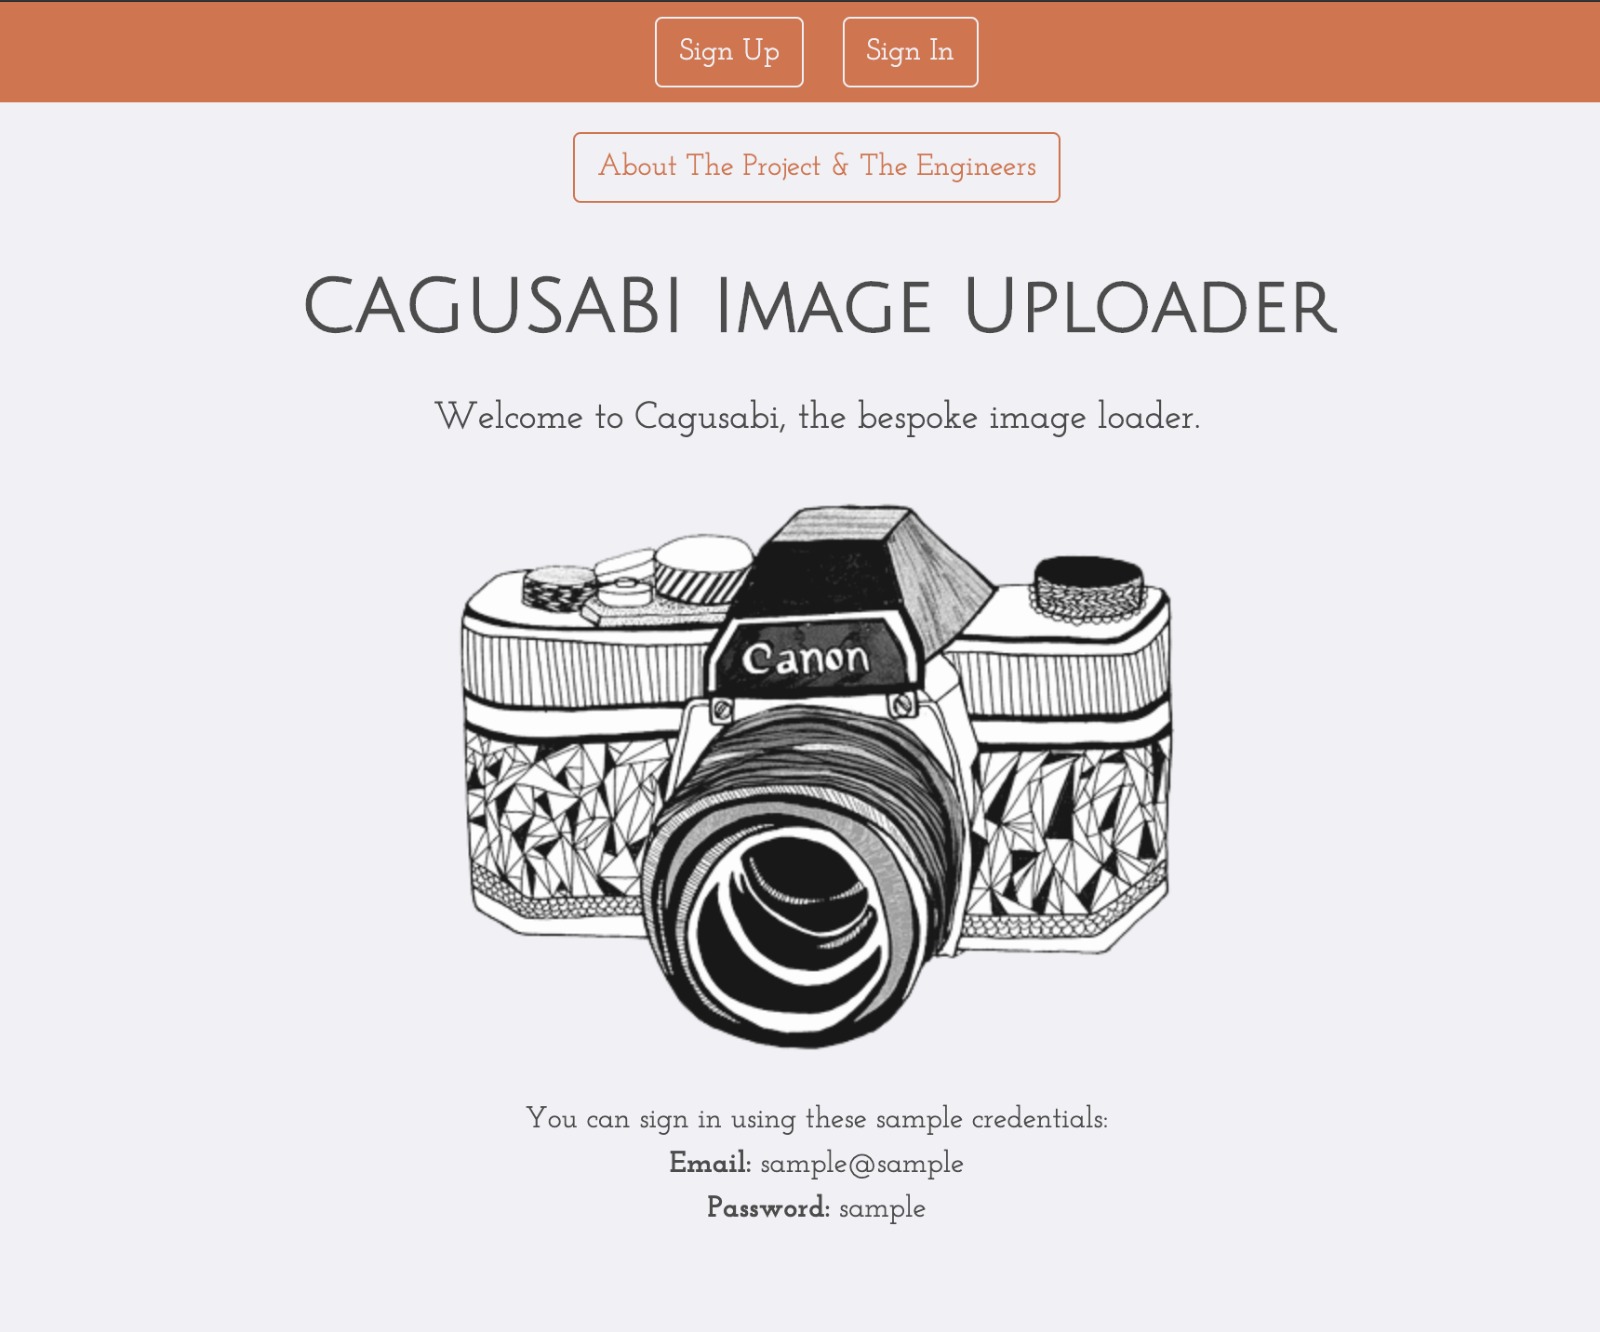 Sign Up Sign In
About The Project & The Engineers
CAGUSABI Image Uploader
Welcome to Cagusabi, the bespoke image loader.
Canon
You can sign in using these sample credentials:
Email: sample@sample
Password: sample